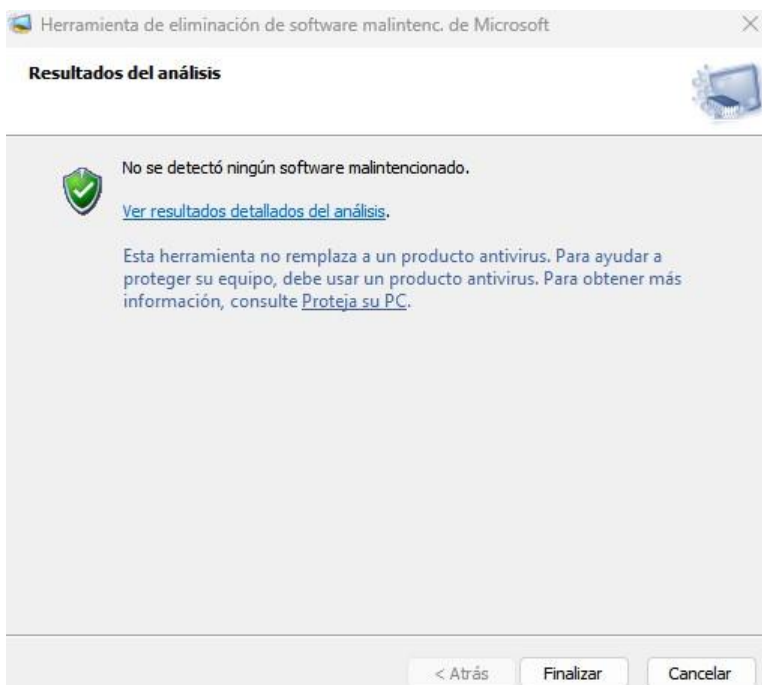 Herramienta de eliminación de software malintenc. de Microsoft
Resultados del análisis
No se detectó ningún software malintencionado.
Ver resultados detallados del análisis.
Esta herramienta no remplaza a un producto antivirus. Para ayudar a
proteger su equipo, debe usar un producto antivirus. Para obtener más
información, consulte Proteja su PC.
< Atrás
Finalizar
Cancelar